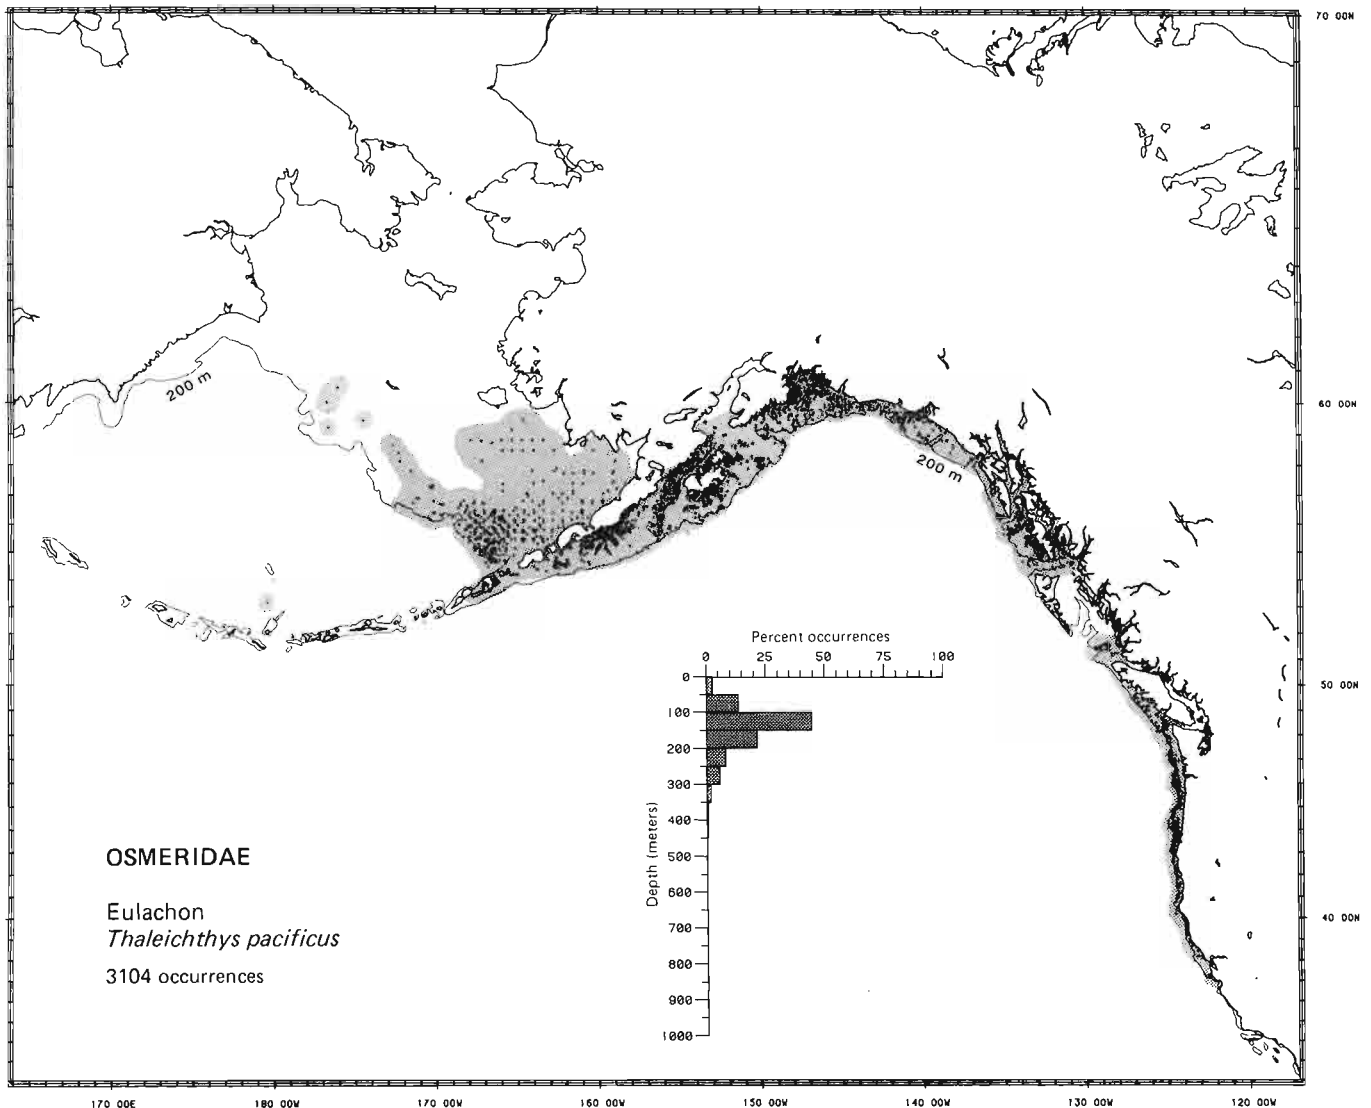 70 00N
200 m
60 00N
200 m
Percent occurrences
0 25 50 75 100
50 00N
0
100
200
300
400
500
600
700
800
900
1000
Depth (meters)
OSMERIDAE
Eulachon
Thaleichthys pacificus
3104 occurrences
40 00N
170 00E 180 00W 170 00W 160 00W 150 00W 140 00W 130 00W 120 00W